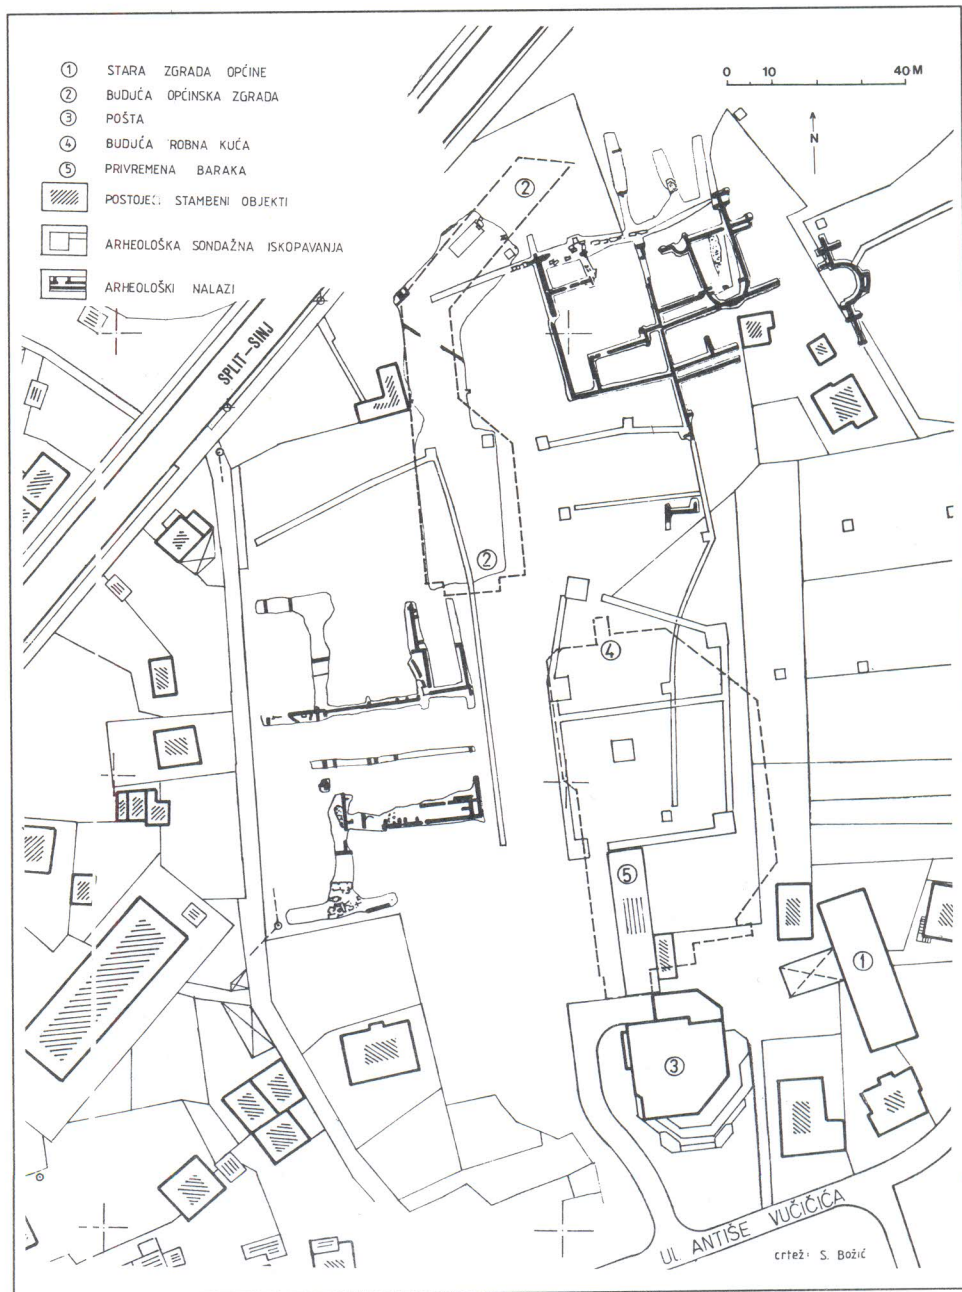 ① STARA ZGRADA OPĆINE
② BUDUĆA OPĆINSKA ZGRADA
③ POŠTA
④ BUDUĆA ROBNA KUĆA
⑤ PRIVREMENA BARAKA
POSTOJEĆI STAMBENI OBJEKTI
ARHEOLOŠKA SONDAŽNA ISKOPAVANJA
ARHEOLOŠKI NALAZI
0 10 40 M
N
②
SPLIT-SINJ
②
④
⑤
①
③
UL. ANTIŠE VUČIČIĆA
crtež: S. Božić